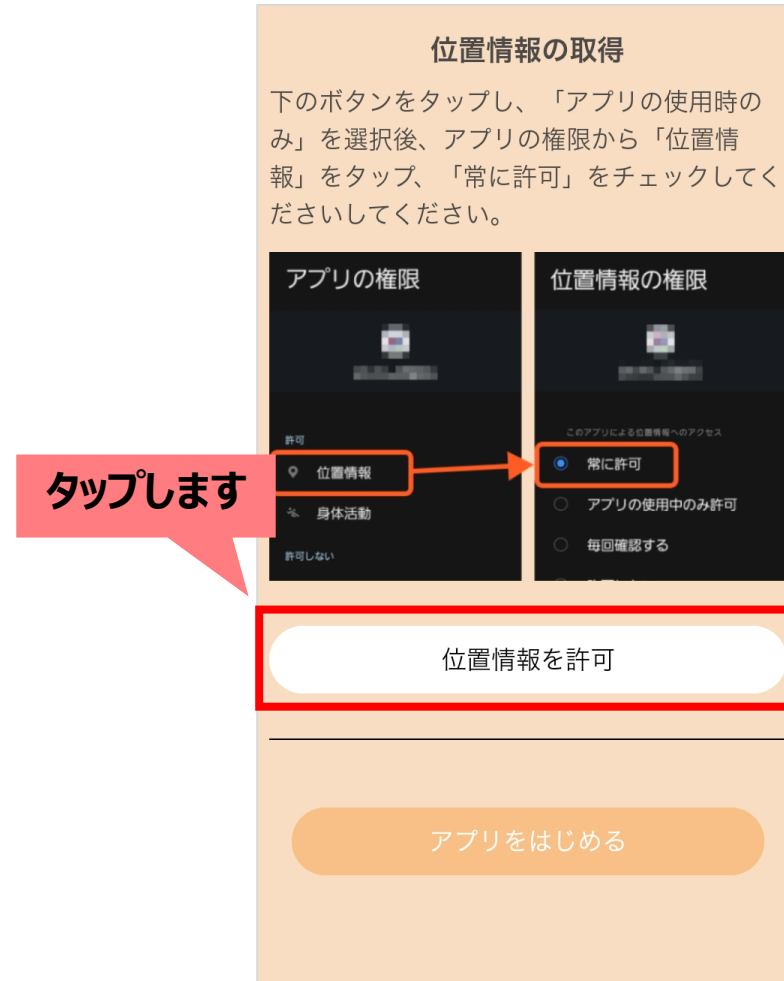 位置情報の取得
下のボタンをタップし、「アプリの使用時の
み」を選択後、アプリの権限から「位置情
報」をタップ、「常に許可」をチェックしてく
ださいしてください。
アプリの権限
許可
位置情報
身体活動
許可しない
位置情報の権限
このアプリによる位置情報へのアクセス
常に許可
アプリの使用中のみ許可
毎回確認する
タップします
位置情報を許可
アプリをはじめる